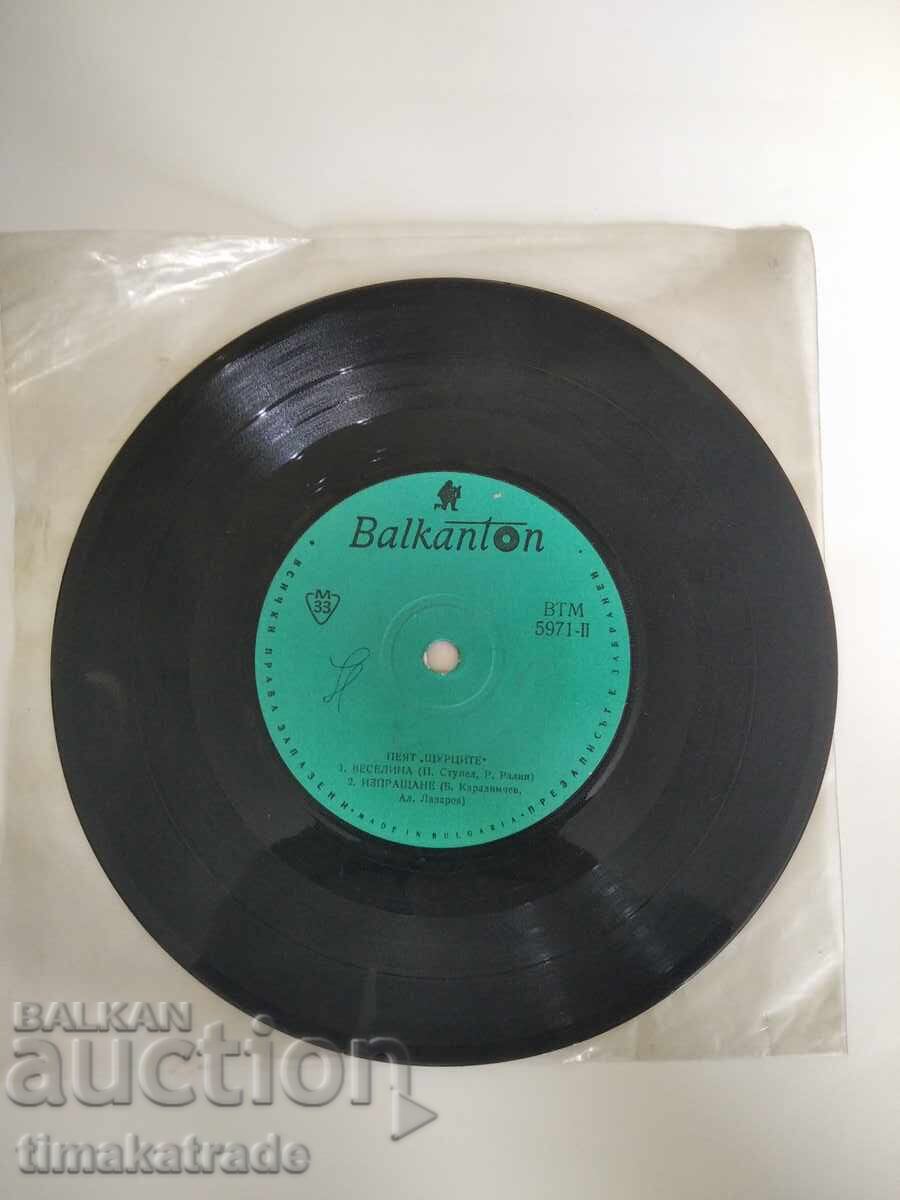 Balkanton
M
33
ВТМ
5971-II
ПЕЯТ „ЩУРЦИТЕ“
1. ВЕСЕЛИНА (П. Ступел, Р. Ралин)
2. ИЗПРАЩАНЕ (Б. Карадимчев,
Ал. Лазаров)
• ВСИЧКИ ПРАВА ЗАПАЗЕНИ • MADE IN BULGARIA • ПРЕЗАПИСЪТ Е ЗАБРАНЕН •
BALKAN
auction
timakatrade